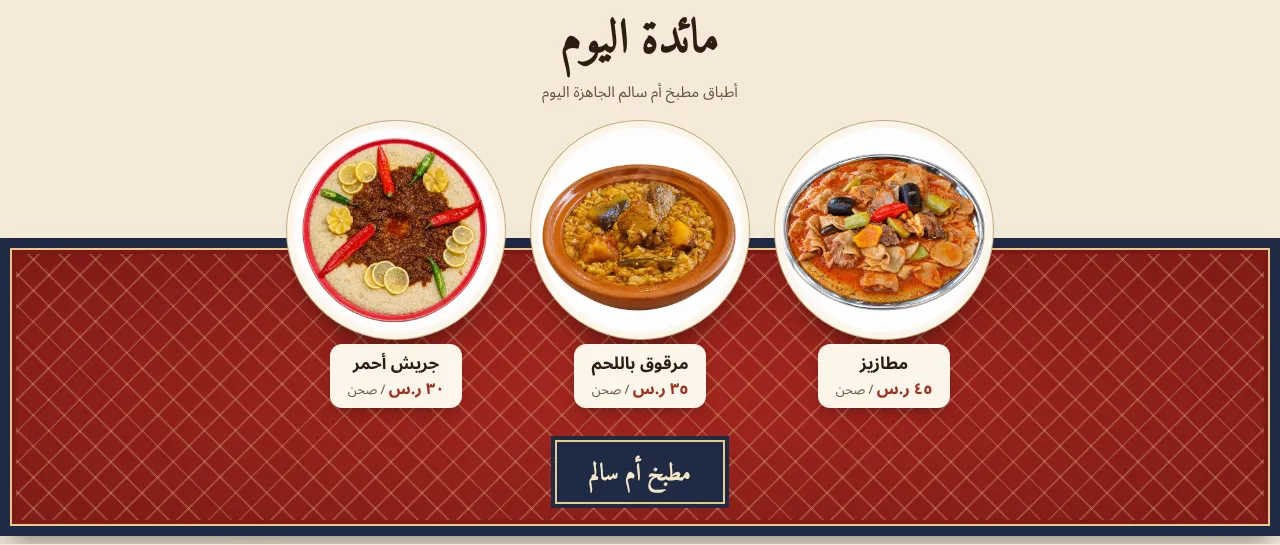 مائدة اليوم
أطباق مطبخ أم سالم الجاهزة اليوم
مطازيز
٤٥ ر.س / صحن
مرقوق باللحم
٣٥ ر.س / صحن
جريش أحمر
٣٠ ر.س / صحن
مطبخ أم سالم